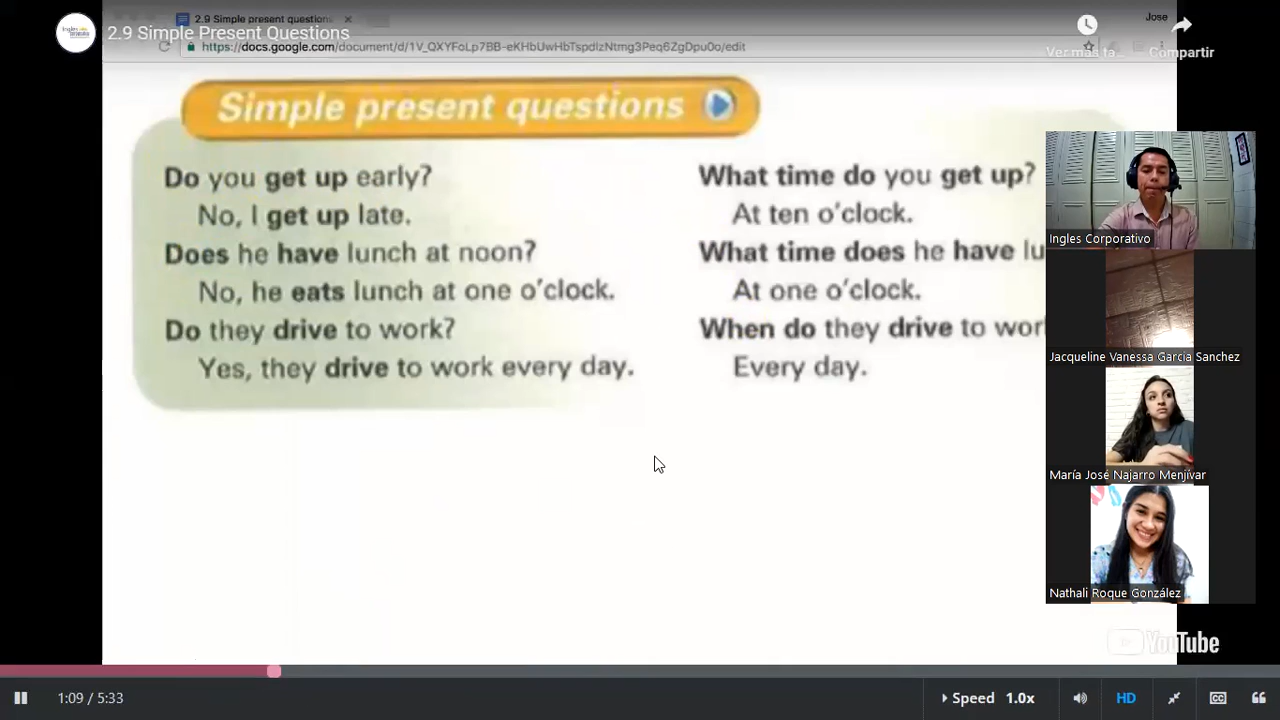 2.9 Simple Present questions
Jose
2.9 Simple Present Questions
https://docs.google.com/document/d/1V_QXYFoLp7BB-eKHbUwHbTspdlzNtmg3Peq6ZgDpu0o/edit
Ver más ta...
Compartir
Simple present questions
Do you get up early?
No, I get up late.
Does he have lunch at noon?
No, he eats lunch at one o'clock.
Do they drive to work?
Yes, they drive to work every day.
What time do you get up?
At ten o'clock.
What time does he have lu
At one o'clock.
When do they drive to wor
Every day.
Ingles Corporativo
Jacqueline Vanessa Garcia Sanchez
María José Najarro Menjívar
Nathali Roque González
YouTube
1:09 / 5:33
Speed 1.0x
HD
CC